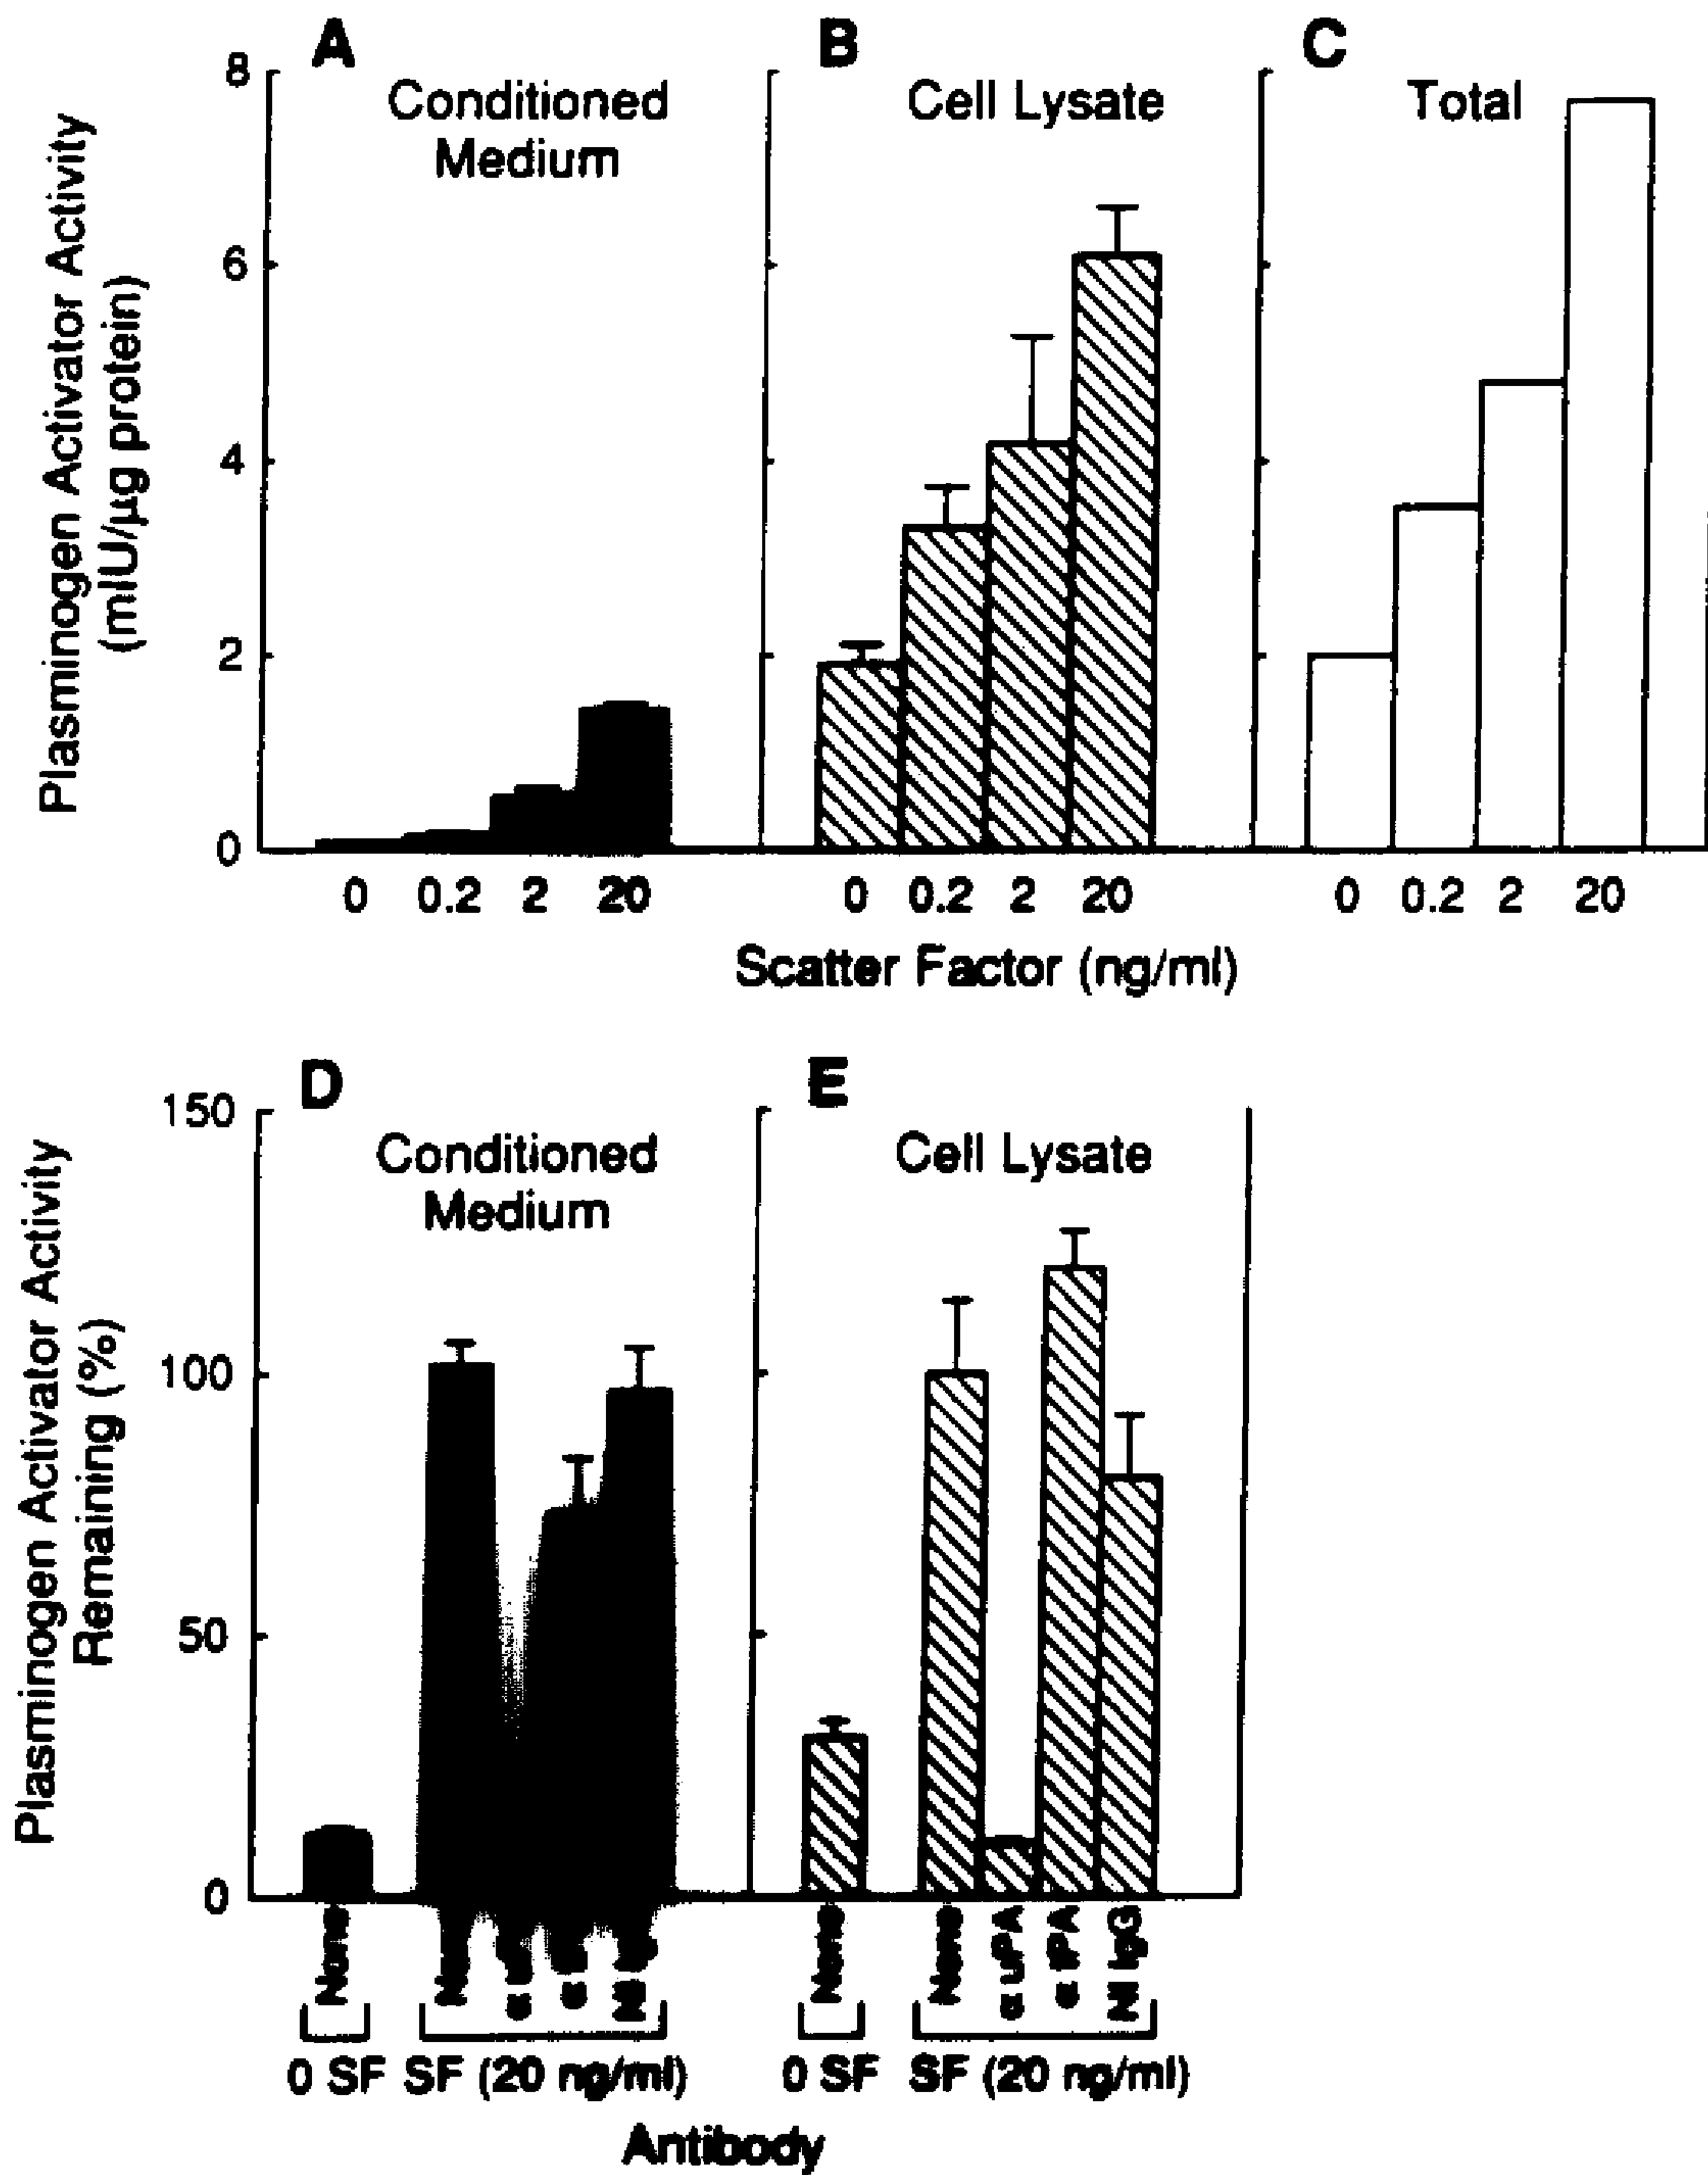 A
B
C
8
6
4
2
0
Conditioned
Medium
Cell Lysate
Total
Plasminogen Activator Activity
(mIU/μg protein)
0 0.2 2 20
0 0.2 2 20
0 0.2 2 20
Scatter Factor (ng/ml)
D
E
150
100
50
0
Conditioned
Medium
Cell Lysate
Plasminogen Activator Activity
Remaining (%)
None
None
None
α uPA
α tPA
NI IgG
0 SF SF (20 ng/ml)
0 SF SF (20 ng/ml)
Antibody